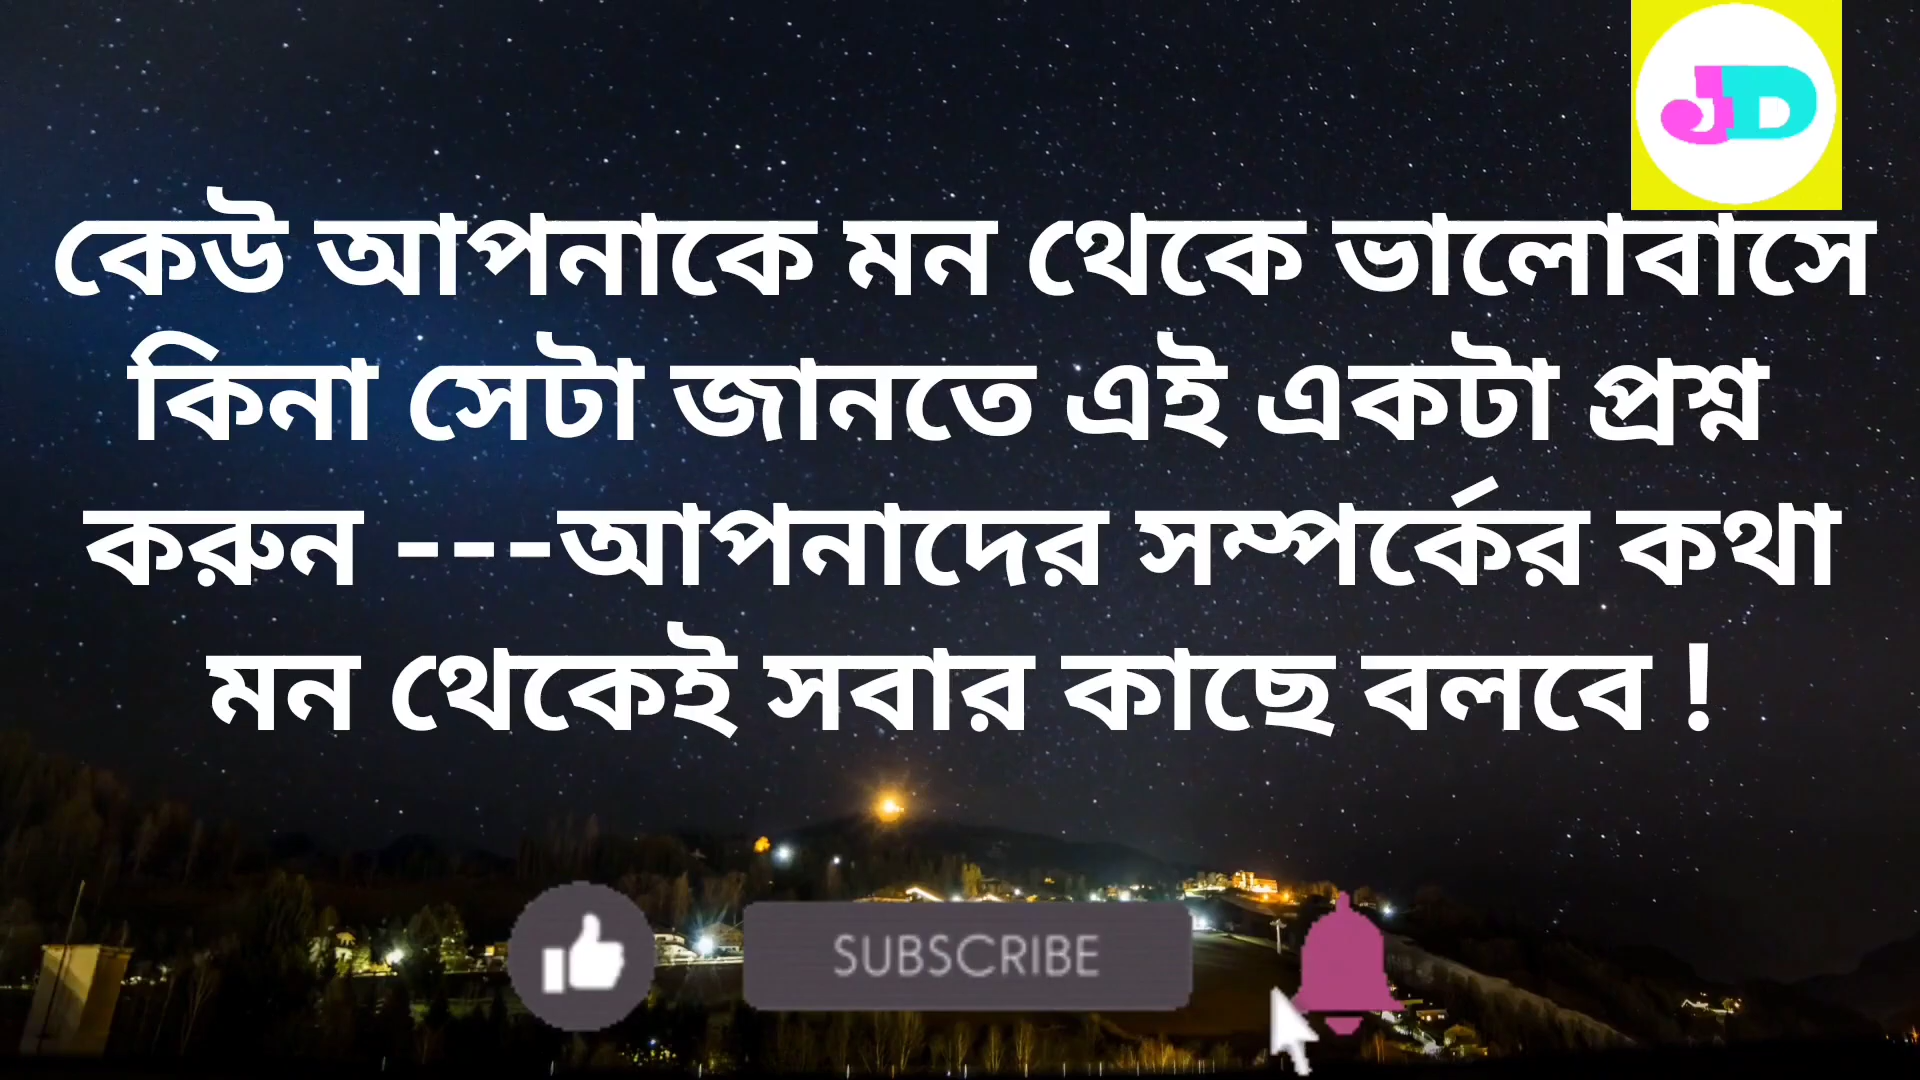 JD
কেউ আপনাকে মন থেকে ভালোবাসে
কিনা সেটা জানতে এই একটা প্রশ্ন
করুন ---আপনাদের সম্পর্কের কথা
মন থেকেই সবার কাছে বলবে !
SUBSCRIBE